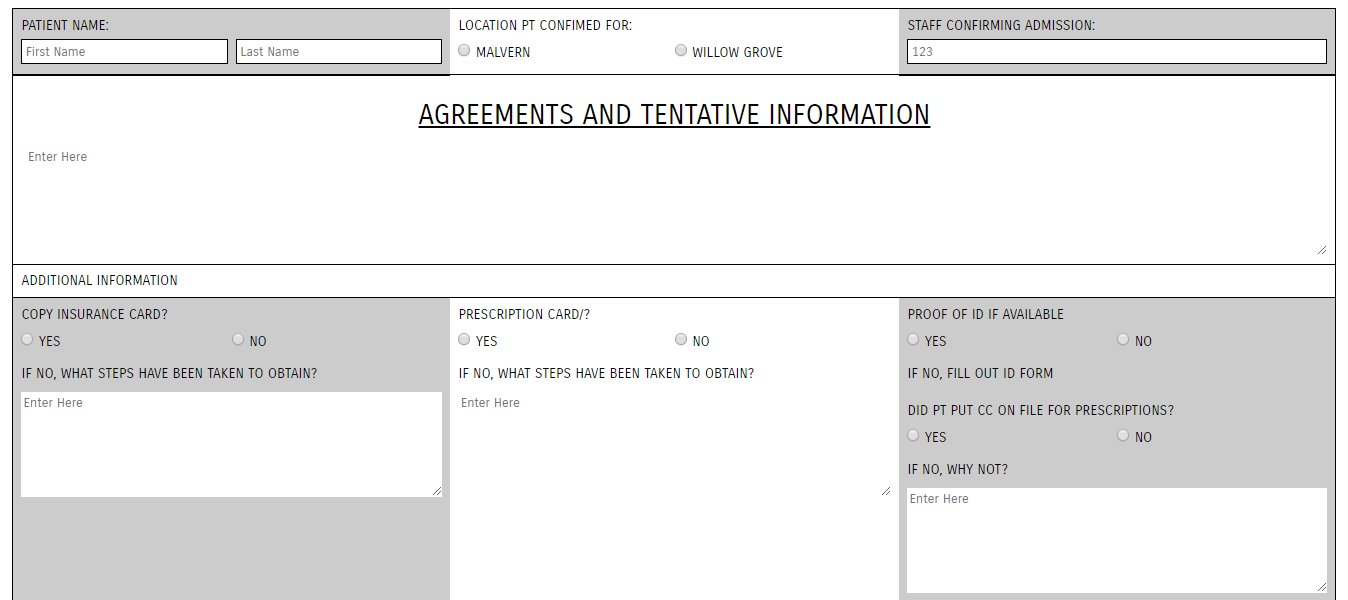 PATIENT NAME:
First Name
Last Name
LOCATION PT CONFIMED FOR:
MALVERN
WILLOW GROVE
STAFF CONFIRMING ADMISSION:
123
AGREEMENTS AND TENTATIVE INFORMATION
Enter Here
ADDITIONAL INFORMATION
COPY INSURANCE CARD?
YES
NO
IF NO, WHAT STEPS HAVE BEEN TAKEN TO OBTAIN?
Enter Here
PRESCRIPTION CARD/?
YES
NO
IF NO, WHAT STEPS HAVE BEEN TAKEN TO OBTAIN?
Enter Here
PROOF OF ID IF AVAILABLE
YES
NO
IF NO, FILL OUT ID FORM
DID PT PUT CC ON FILE FOR PRESCRIPTIONS?
YES
NO
IF NO, WHY NOT?
Enter Here